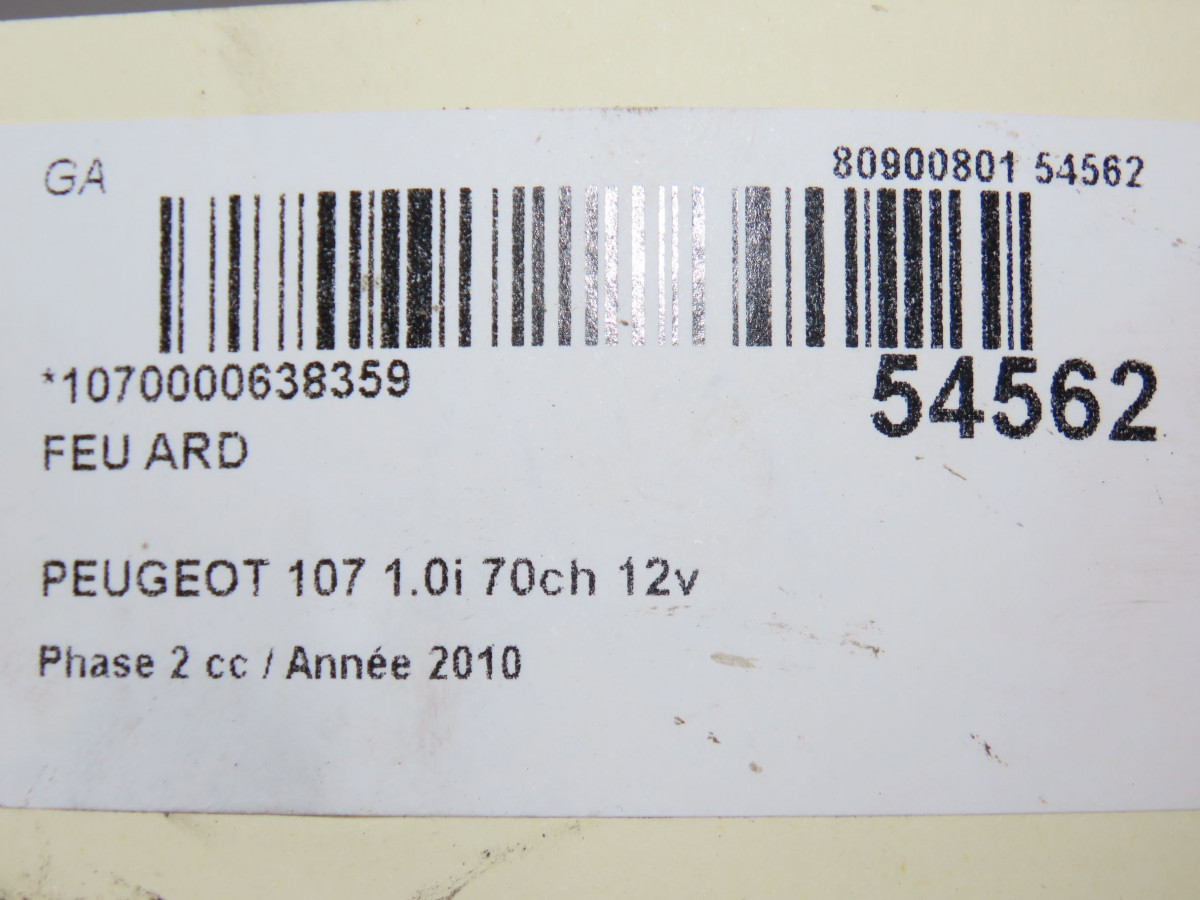 GA
80900801 54562
*1070000638359
54562
FEU ARD
PEUGEOT 107 1.0i 70ch 12v
Phase 2 cc / Année 2010